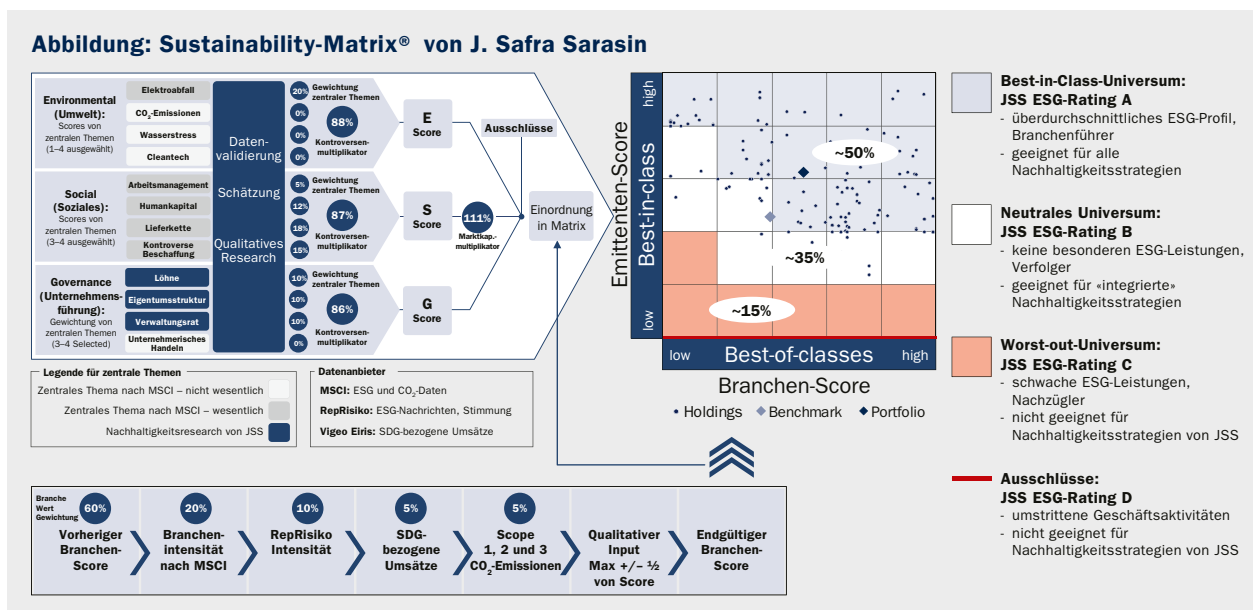 Abbildung: Sustainability-Matrix® von J. Safra Sarasin
Environmental
(Umwelt):
Scores von
zentralen Themen
(1–4 ausgewählt)
Elektroabfall
CO2-Emissionen
Wasserstress
Cleantech
20%
0%
0%
0%
Gewichtung
zentraler Themen
88%
Kontroversen-
multiplikator
E
Score
Social
(Soziales):
Scores von
zentralen Themen
(3–4 ausgewählt)
Arbeitsmanagement
Humankapital
Lieferkette
Kontroverse
Beschaffung
5%
12%
18%
15%
Gewichtung
zentraler Themen
87%
Kontroversen-
multiplikator
S
Score
Governance
(Unternehmens-
führung):
Gewichtung von
zentralen Themen
(3–4 Selected)
Löhne
Eigentumsstruktur
Verwaltungsrat
Unternehmerisches
Handeln
10%
10%
10%
0%
Gewichtung
zentraler Themen
86%
Kontroversen-
multiplikator
G
Score
Daten-
validierung
Schätzung
Qualitatives
Research
111%
Marktkap.-
multiplikator
Ausschlüsse
Einordnung
in Matrix
Legende für zentrale Themen
Zentrales Thema nach MSCI – nicht wesentlich
Zentrales Thema nach MSCI – wesentlich
Nachhaltigkeitsresearch von JSS
Datenanbieter
MSCI: ESG und CO2-Daten
RepRisiko: ESG-Nachrichten, Stimmung
Vigeo Eiris: SDG-bezogene Umsätze
Emittenten-Score
high
Best-in-class
low
~50%
~35%
~15%
low Best-of-classes high
Branchen-Score
Holdings Benchmark Portfolio
Best-in-Class-Universum:
JSS ESG-Rating A
- überdurchschnittliches ESG-Profil,
Branchenführer
- geeignet für alle
Nachhaltigkeitsstrategien
Neutrales Universum:
JSS ESG-Rating B
- keine besonderen ESG-Leistungen,
Verfolger
- geeignet für «integrierte»
Nachhaltigkeitsstrategien
Worst-out-Universum:
JSS ESG-Rating C
- schwache ESG-Leistungen,
Nachzügler
- nicht geeignet für
Nachhaltigkeitsstrategien von JSS
Ausschlüsse:
JSS ESG-Rating D
- umstrittene Geschäftsaktivitäten
- nicht geeignet für
Nachhaltigkeitsstrategien von JSS
Branche
Wert
Gewichtung
60%
Vorheriger
Branchen-
Score
20%
Branchen-
intensität
nach MSCI
10%
RepRisiko
Intensität
5%
SDG-
bezogene
Umsätze
5%
Scope
1, 2 und 3
CO2-Emissionen
Qualitativer
Input
Max +/– ½
von Score
Endgültiger
Branchen-
Score